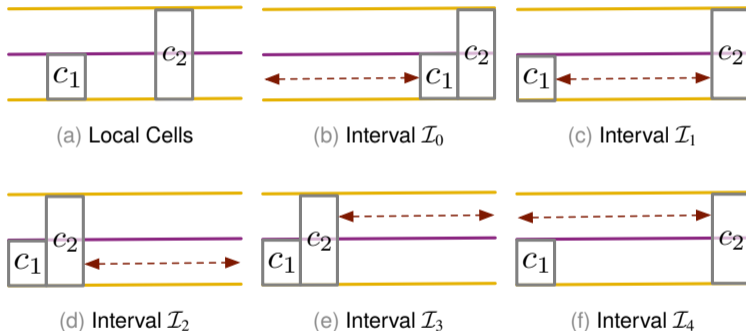 c₁ c₂
c₁ c₂
c₁ c₂
(a) Local Cells
(b) Interval 𝓘₀
(c) Interval 𝓘₁
c₁ c₂
c₁ c₂
c₁ c₂
(d) Interval 𝓘₂
(e) Interval 𝓘₃
(f) Interval 𝓘₄